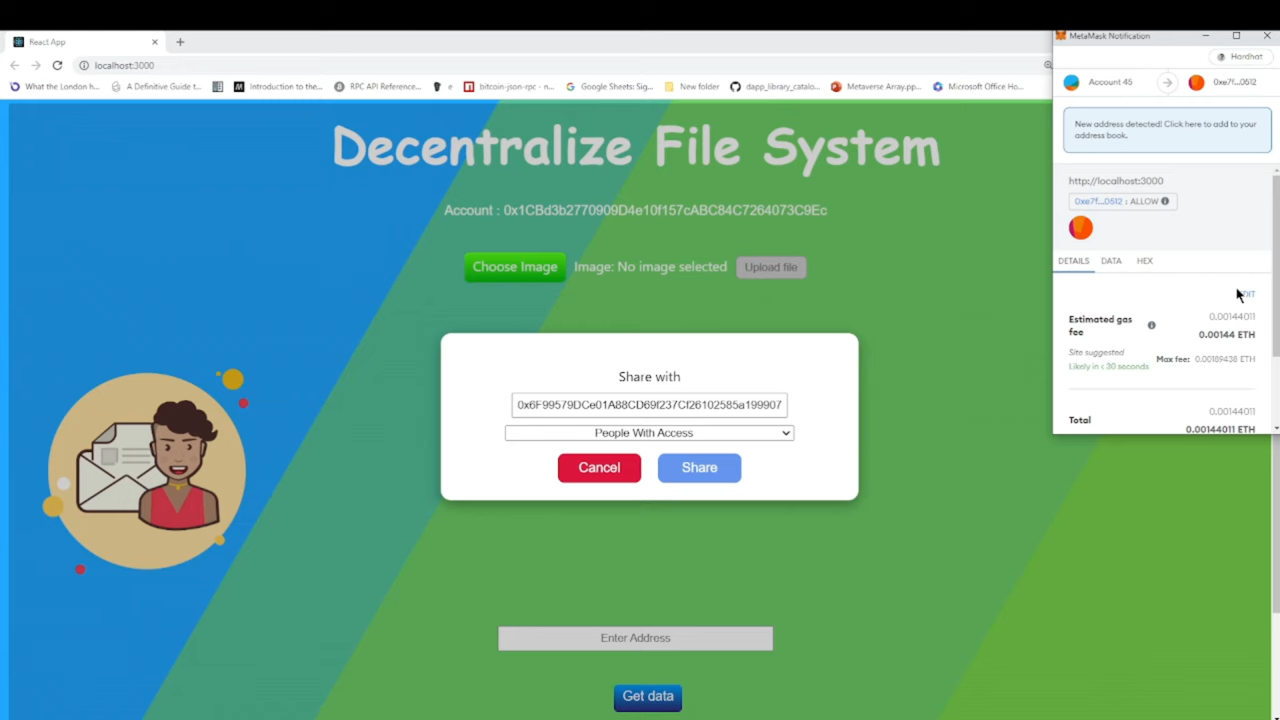 React App
localhost:3000
What the London h...
A Definitive Guide t...
Introduction to the...
RPC API Reference...
e
bitcoin-json-rpc - n...
Google Sheets: Sig...
New folder
dapp_library_catalo...
Metaverse Array.pp...
Microsoft Office Ho...
Decentralize File System
Account : 0x1CBd3b2770909D4e10f157cABC84C7264073C9Ec
Choose Image
Image: No image selected
Upload file
Share with
0x6F99579DCe01A88CD69f237Cf26102585a199907
People With Access
Cancel
Share
Enter Address
Get data
MetaMask Notification
Hardhat
Account 45
0xe7f...0512
New address detected! Click here to add to your
address book.
http://localhost:3000
0xe7f...0512 : ALLOW
DETAILS
DATA
HEX
Estimated gas
fee
0.00144011
0.00144 ETH
Site suggested
Likely in < 30 seconds
Max fee: 0.00189438 ETH
Total
0.00144011
0.00144011 ETH